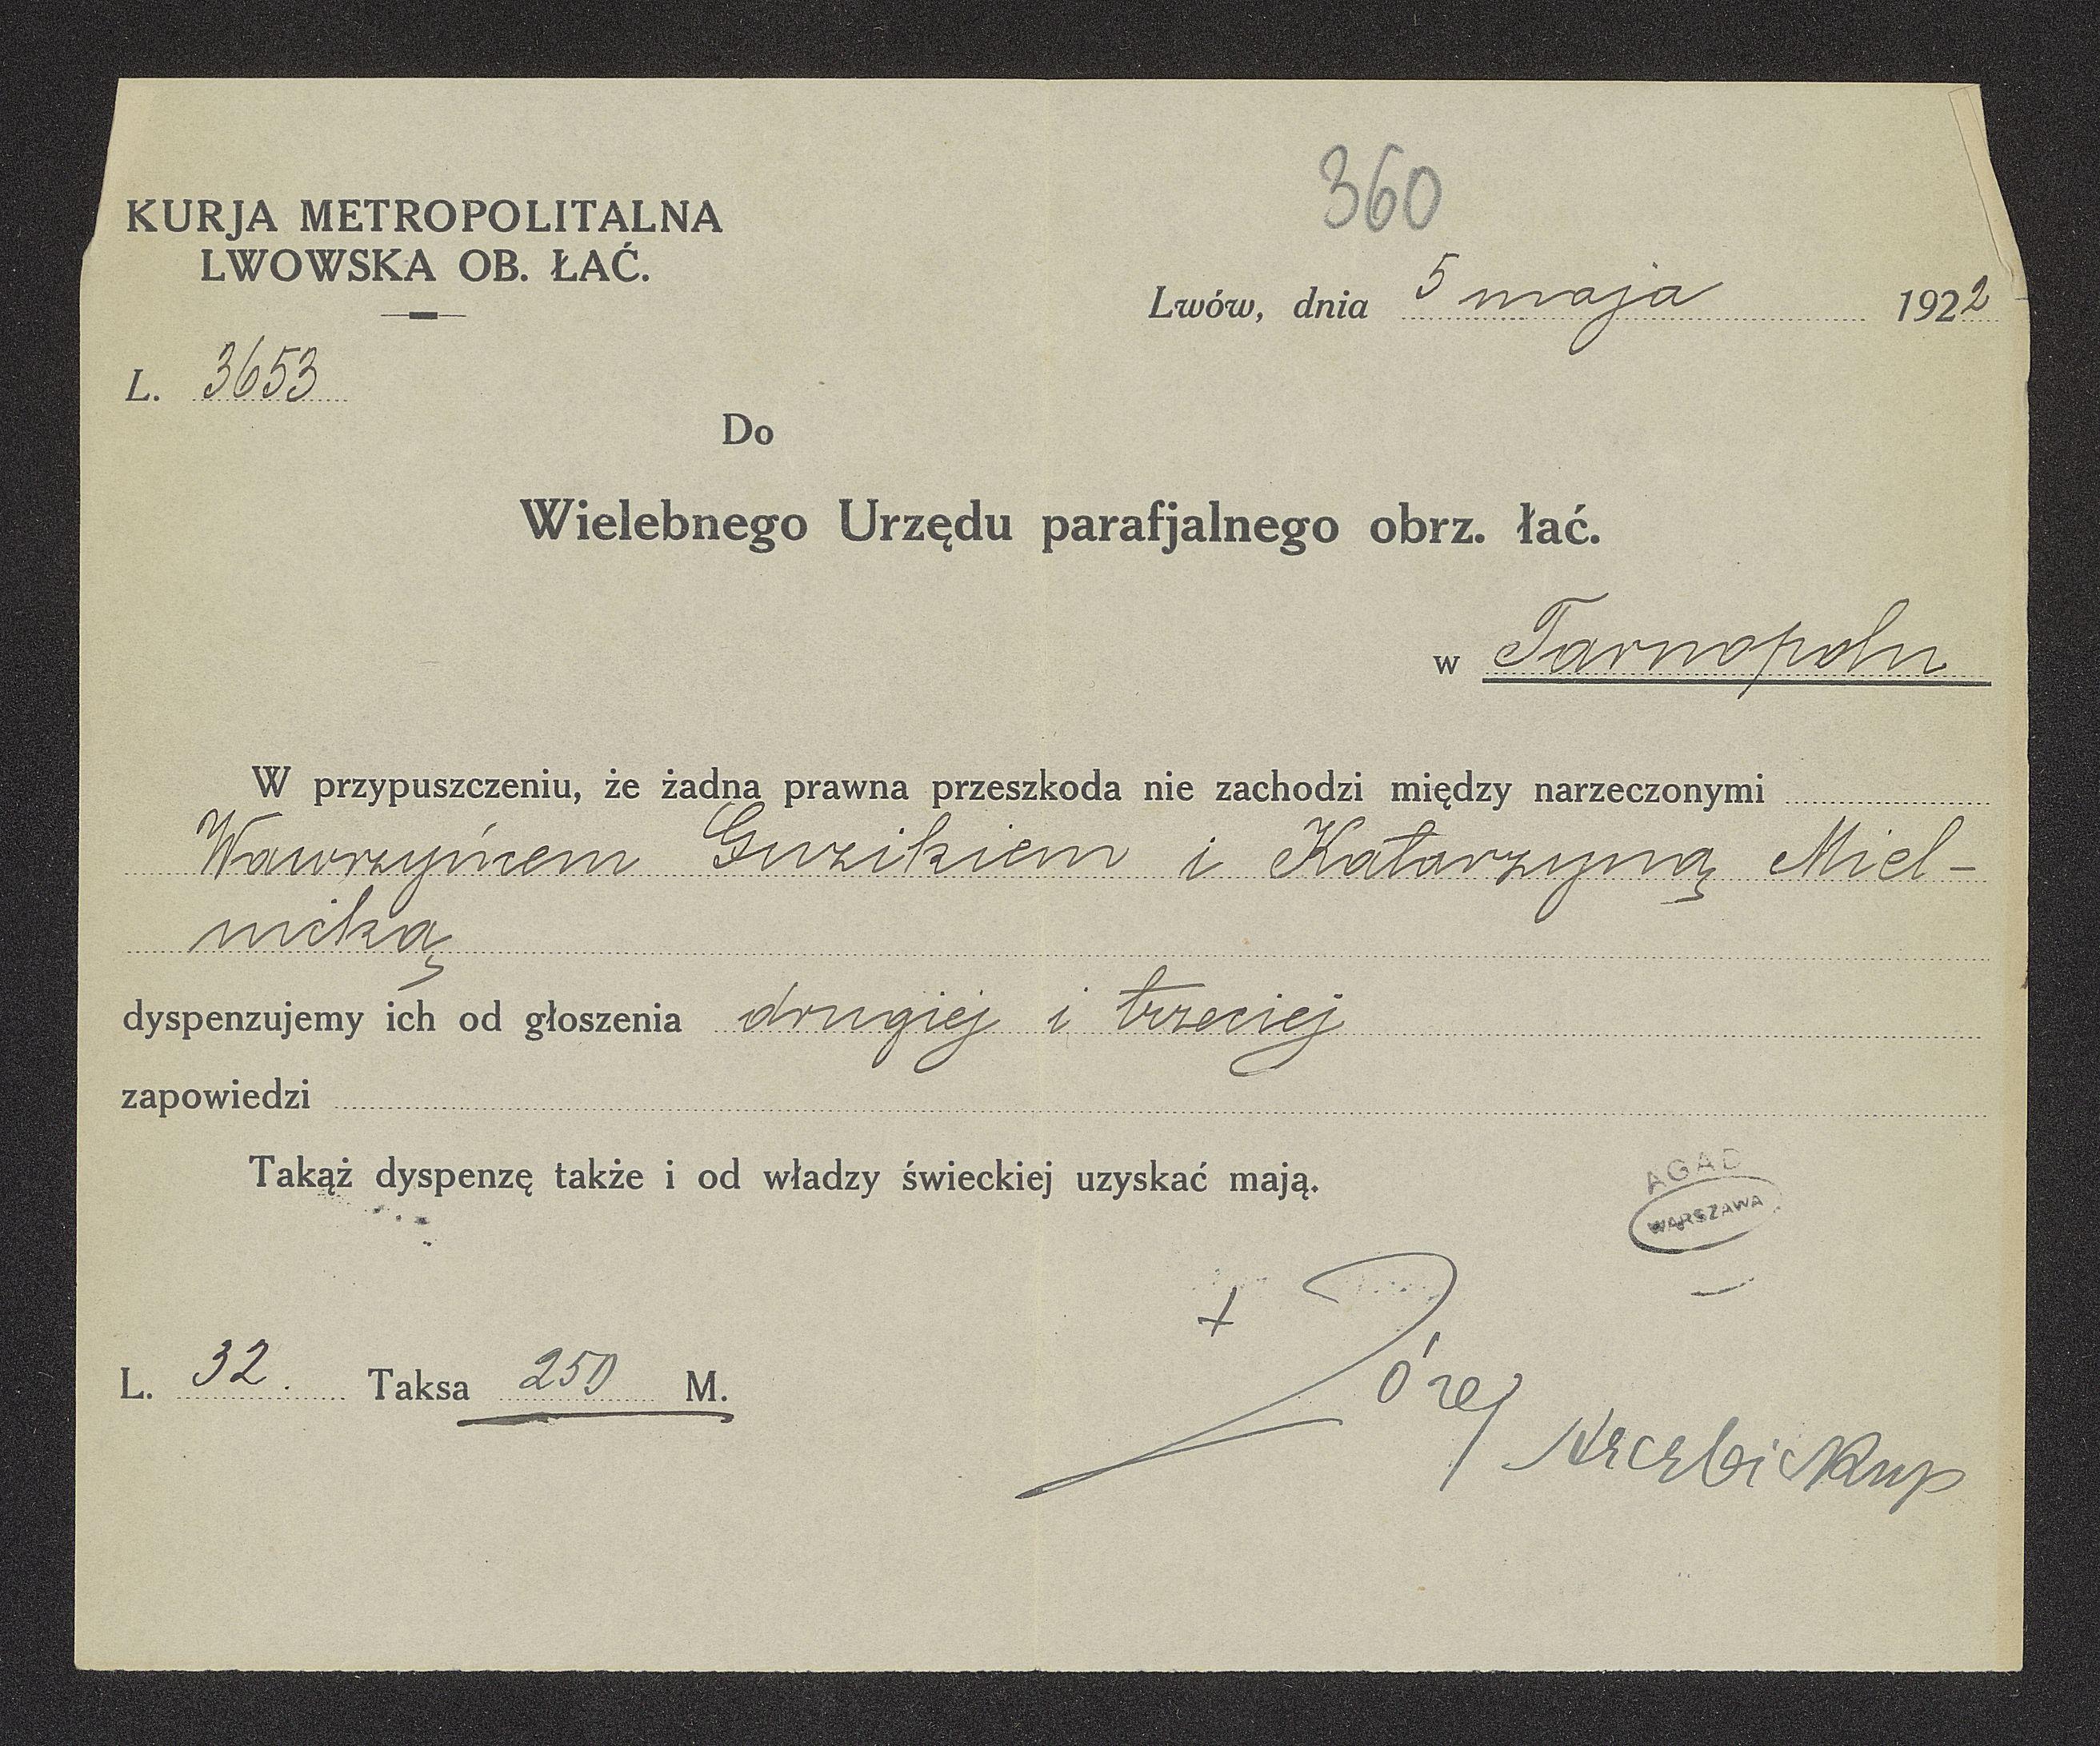 360
KURJA METROPOLITALNA
LWOWSKA OB. ŁAĆ.
Lwów, dnia 5 maja 1922
L. 3653
Do
Wielebnego Urzędu parafjalnego obrz. łać.
w Tarnopolu
W przypuszczeniu, że żadna prawna przeszkoda nie zachodzi między narzeczonymi
Wawrzyńcem Guzikiem i Katarzyną Miel-
nicką
dyspenzujemy ich od głoszenia drugiej i trzeciej
zapowiedzi
Takąż dyspenzę także i od władzy świeckiej uzyskać mają.
AGAD
WARSZAWA
L. 32. Taksa 250 M.
+ Józef
Arcybiskup